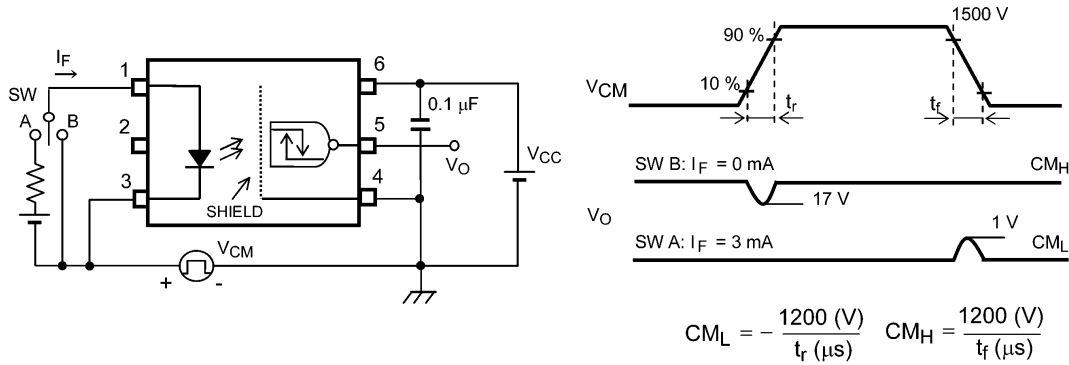 I_F
SW
A
B
1
2
3
SHIELD
6
5
4
0.1 μF
V_O
V_CC
V_CM
+
-
1500 V
90 %
10 %
V_CM
t_r
t_f
SW B: I_F = 0 mA
CM_H
17 V
V_O
1 V
SW A: I_F = 3 mA
CM_L
CM_L = - 1200 (V) / t_r (μs)
CM_H = 1200 (V) / t_f (μs)